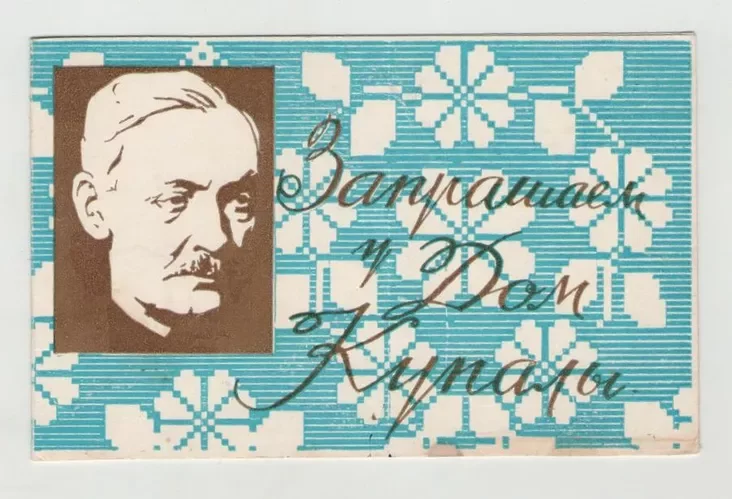 Запрашаем
у Дом
Купалы.